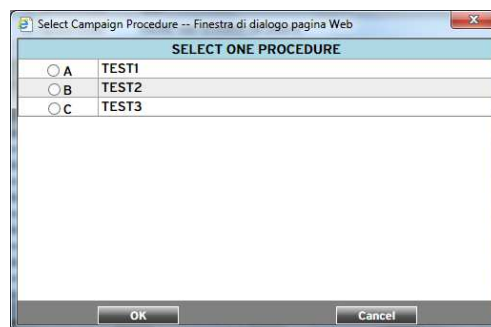 Select Campaign Procedure -- Finestra di dialogo pagina Web
SELECT ONE PROCEDURE
A TEST1
B TEST2
C TEST3
OK Cancel